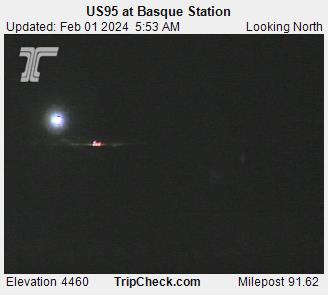 US95 at Basque Station
Updated: Feb 01 2024  5:53 AM Looking North
Elevation 4460 TripCheck.com Milepost 91.62